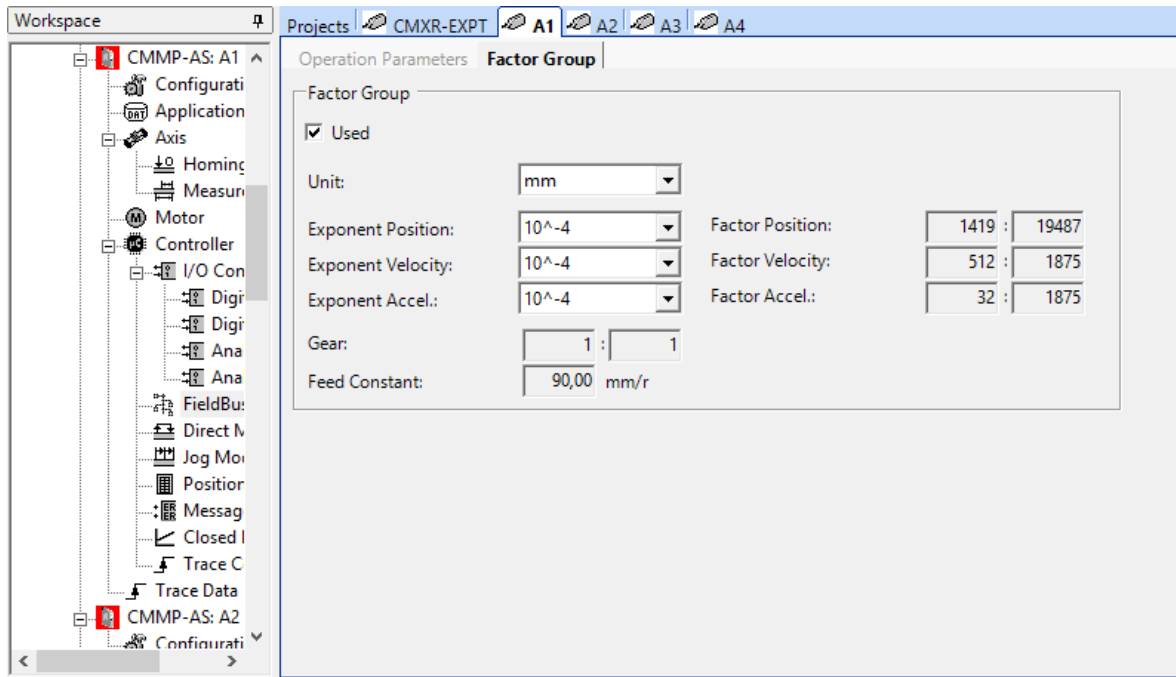 Workspace
Projects CMXR-EXPT A1 A2 A3 A4
CMMP-AS: A1
Configurati
Application
Axis
Homing
Measure
Motor
Controller
I/O Con
Digi
Digi
Ana
Ana
FieldBu
Direct M
Jog Mo
Position
Messag
Closed
Trace C
Trace Data
CMMP-AS: A2
Configurati
Operation Parameters Factor Group
Factor Group
Used
Unit: mm
Exponent Position: 10^-4 Factor Position: 1419 : 19487
Exponent Velocity: 10^-4 Factor Velocity: 512 : 1875
Exponent Accel.: 10^-4 Factor Accel.: 32 : 1875
Gear: 1 : 1
Feed Constant: 90,00 mm/r